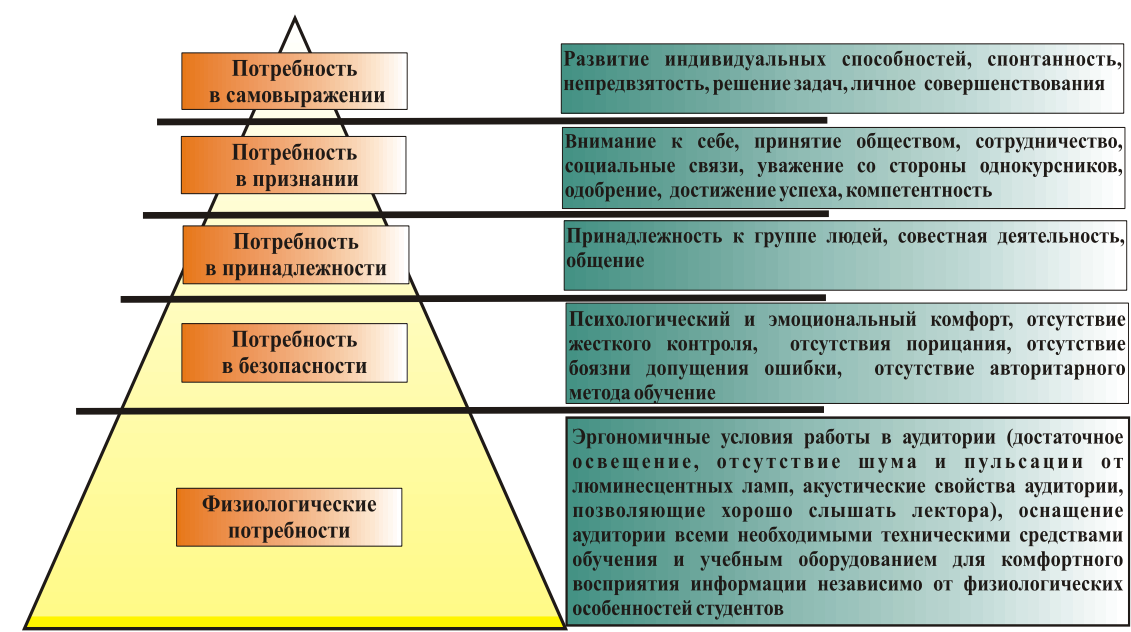 Потребность
в самовыражении
Развитие индивидуальных способностей, спонтанность,
непредвзятость, решение задач, личное совершенствования
Потребность
в признании
Внимание к себе, принятие обществом, сотрудничество,
социальные связи, уважение со стороны однокурсников,
одобрение, достижение успеха, компетентность
Потребность
в принадлежности
Принадлежность к группе людей, совестная деятельность,
общение
Потребность
в безопасности
Психологический и эмоциональный комфорт, отсутствие
жесткого контроля, отсутствия порицания, отсутствие
боязни допущения ошибки, отсутствие авторитарного
метода обучение
Физиологические
потребности
Эргономичные условия работы в аудитории (достаточное
освещение, отсутствие шума и пульсации от
люминесцентных ламп, акустические свойства аудитории,
позволяющие хорошо слышать лектора), оснащение
аудитории всеми необходимыми техническими средствами
обучения и учебным оборудованием для комфортного
восприятия информации независимо от физиологических
особенностей студентов